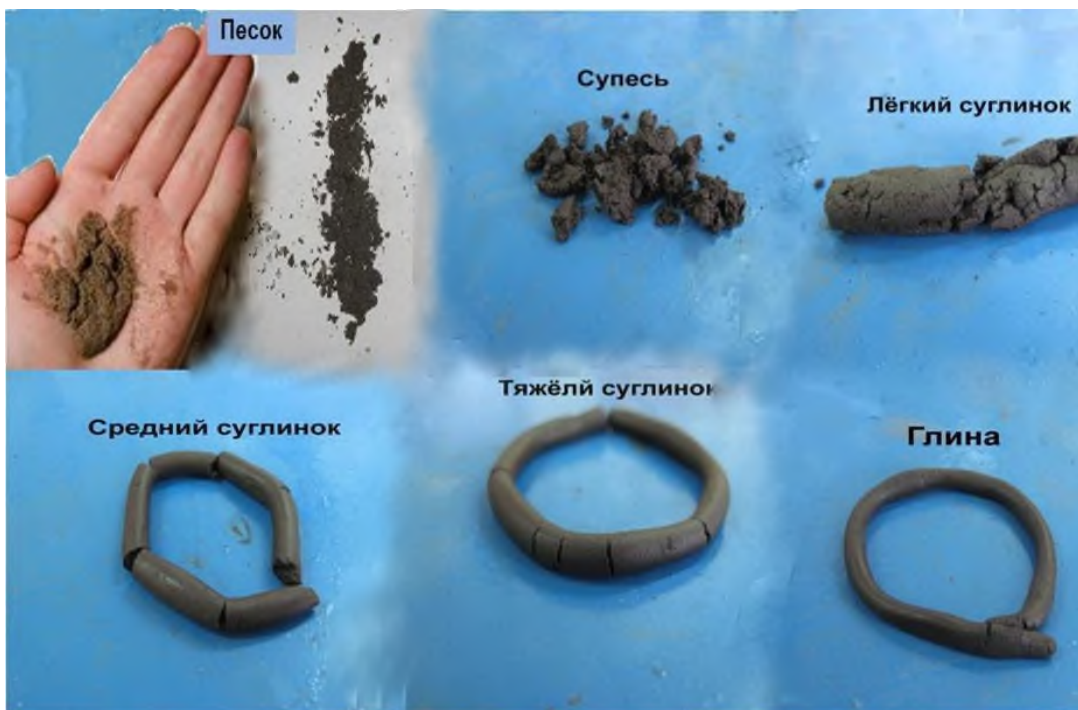 Песок
Супесь
Лёгкий суглинок
Средний суглинок
Тяжёлй суглинок
Глина